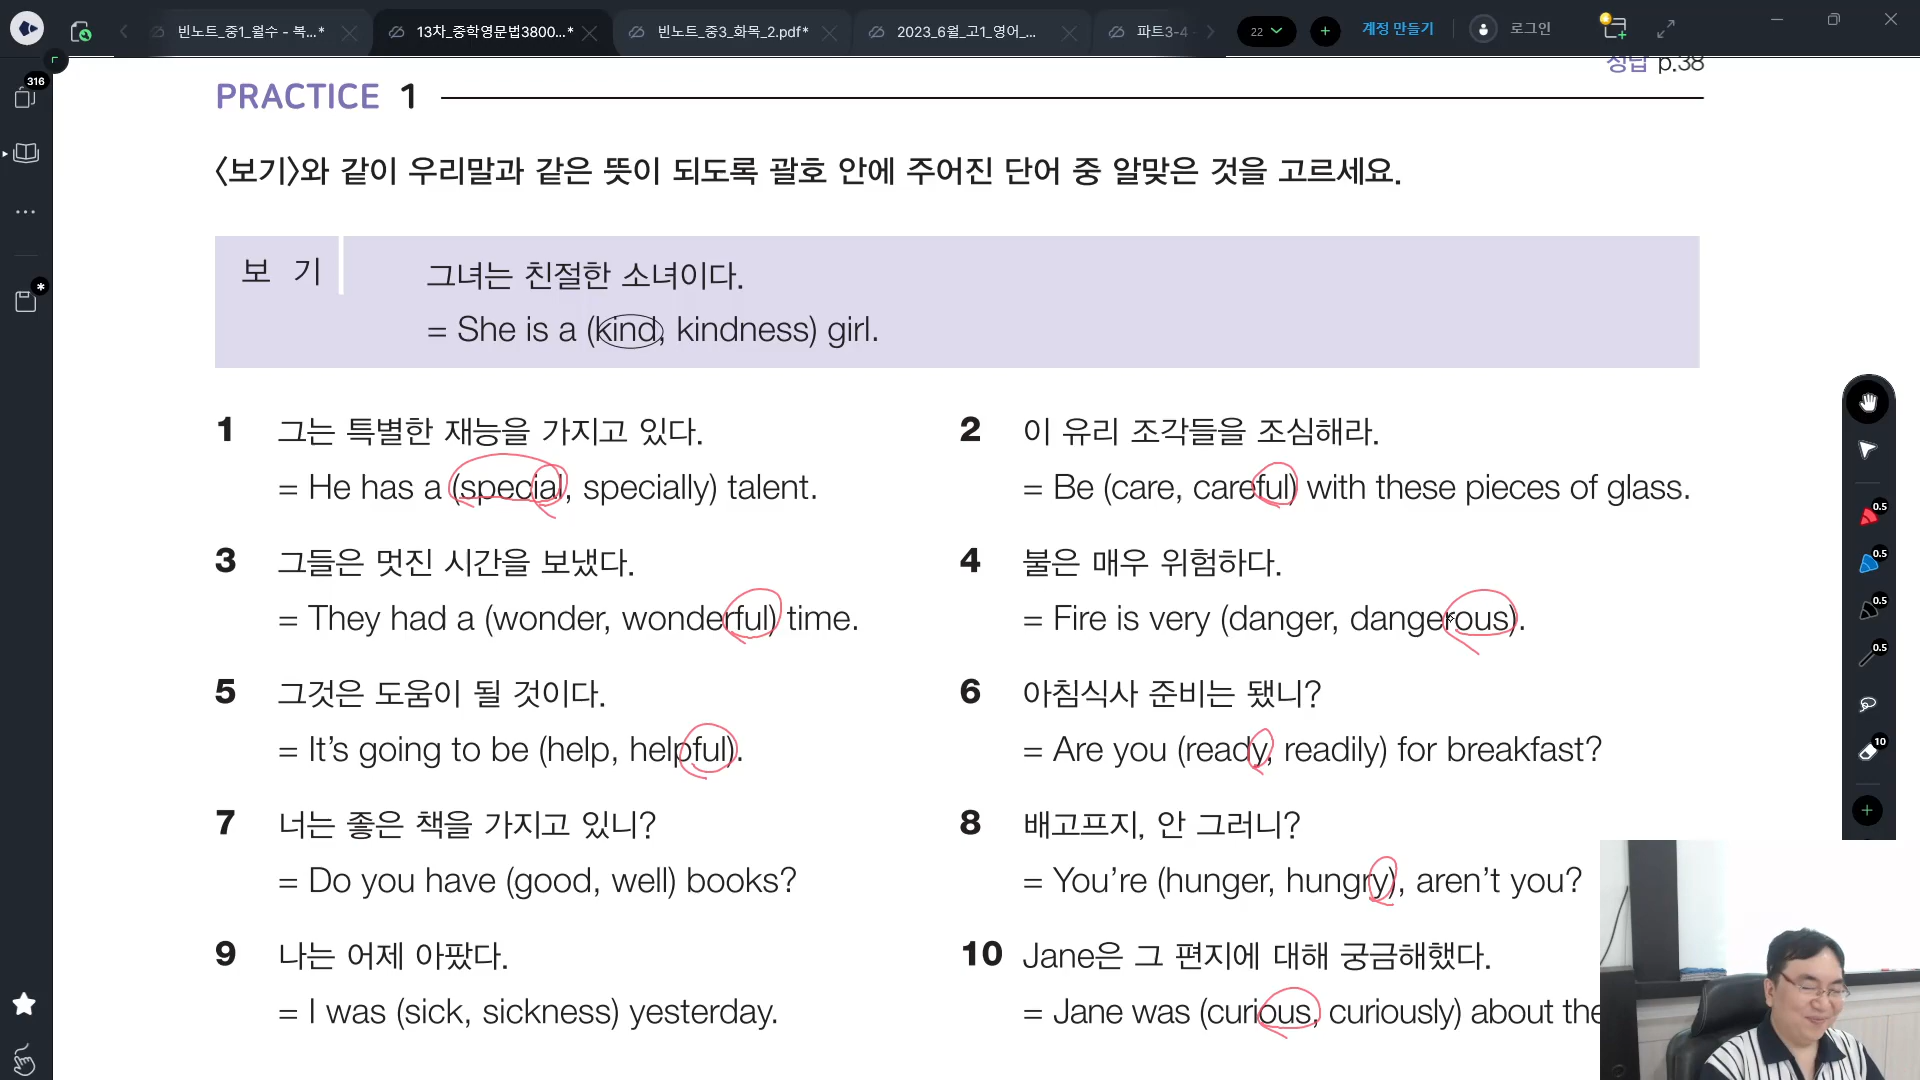 빈노트_중1_월수 - 복...*
13차_중학영문법3800...*
빈노트_중3_화목_2.pdf*
2023_6월_고1_영어_...
파트3-4 -
22
계정 만들기
로그인
316
정답 p.38
PRACTICE 1
〈보기〉와 같이 우리말과 같은 뜻이 되도록 괄호 안에 주어진 단어 중 알맞은 것을 고르세요.
보 기
그녀는 친절한 소녀이다.
= She is a (kind, kindness) girl.
1 그는 특별한 재능을 가지고 있다.
= He has a (special, specially) talent.
2 이 유리 조각들을 조심해라.
= Be (care, careful) with these pieces of glass.
3 그들은 멋진 시간을 보냈다.
= They had a (wonder, wonderful) time.
4 불은 매우 위험하다.
= Fire is very (danger, dangerous).
5 그것은 도움이 될 것이다.
= It's going to be (help, helpful).
6 아침식사 준비는 됐니?
= Are you (ready, readily) for breakfast?
7 너는 좋은 책을 가지고 있니?
= Do you have (good, well) books?
8 배고프지, 안 그러니?
= You're (hunger, hungry), aren't you?
9 나는 어제 아팠다.
= I was (sick, sickness) yesterday.
10 Jane은 그 편지에 대해 궁금해했다.
= Jane was (curious, curiously) about the
0.5
0.5
0.5
0.5
10